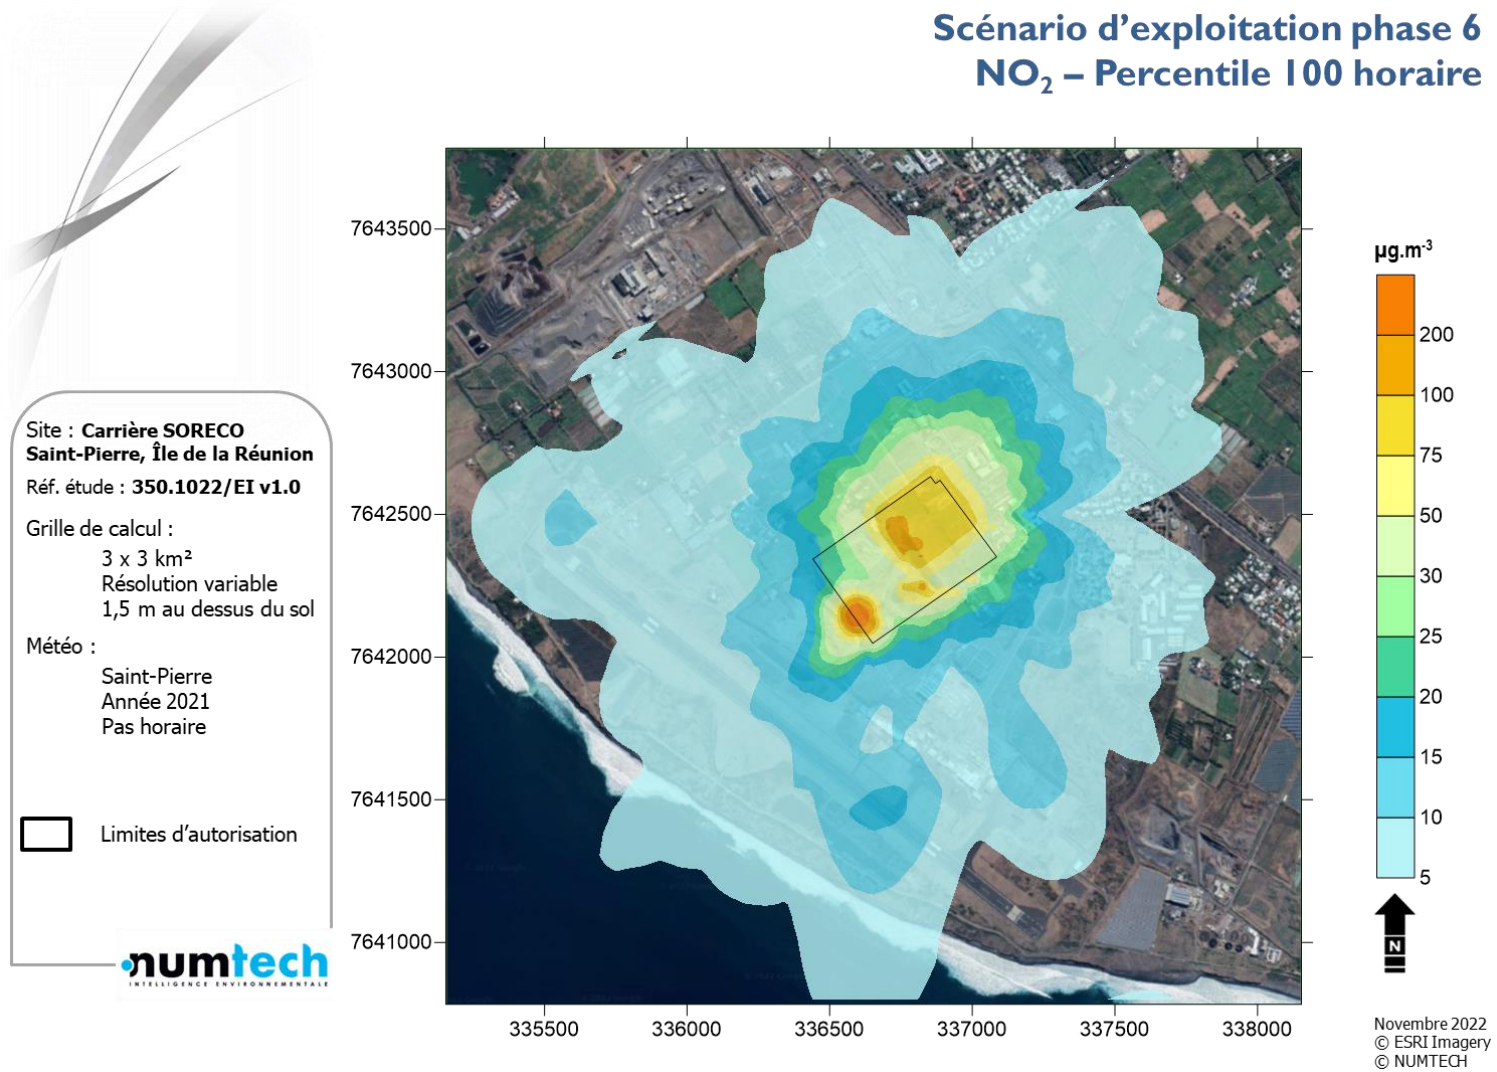 Scénario d'exploitation phase 6
NO₂ – Percentile 100 horaire
Site : Carrière SORECO
Saint-Pierre, Île de la Réunion
Réf. étude : 350.1022/EI v1.0
Grille de calcul :
3 x 3 km²
Résolution variable
1,5 m au dessus du sol
Météo :
Saint-Pierre
Année 2021
Pas horaire
Limites d'autorisation
numtech
INTELLIGENCE ENVIRONNEMENTALE
7643500
7643000
7642500
7642000
7641500
7641000
335500 336000 336500 337000 337500 338000
µg.m⁻³
200
100
75
50
30
25
20
15
10
5
N
Novembre 2022
© ESRI Imagery
© NUMTECH